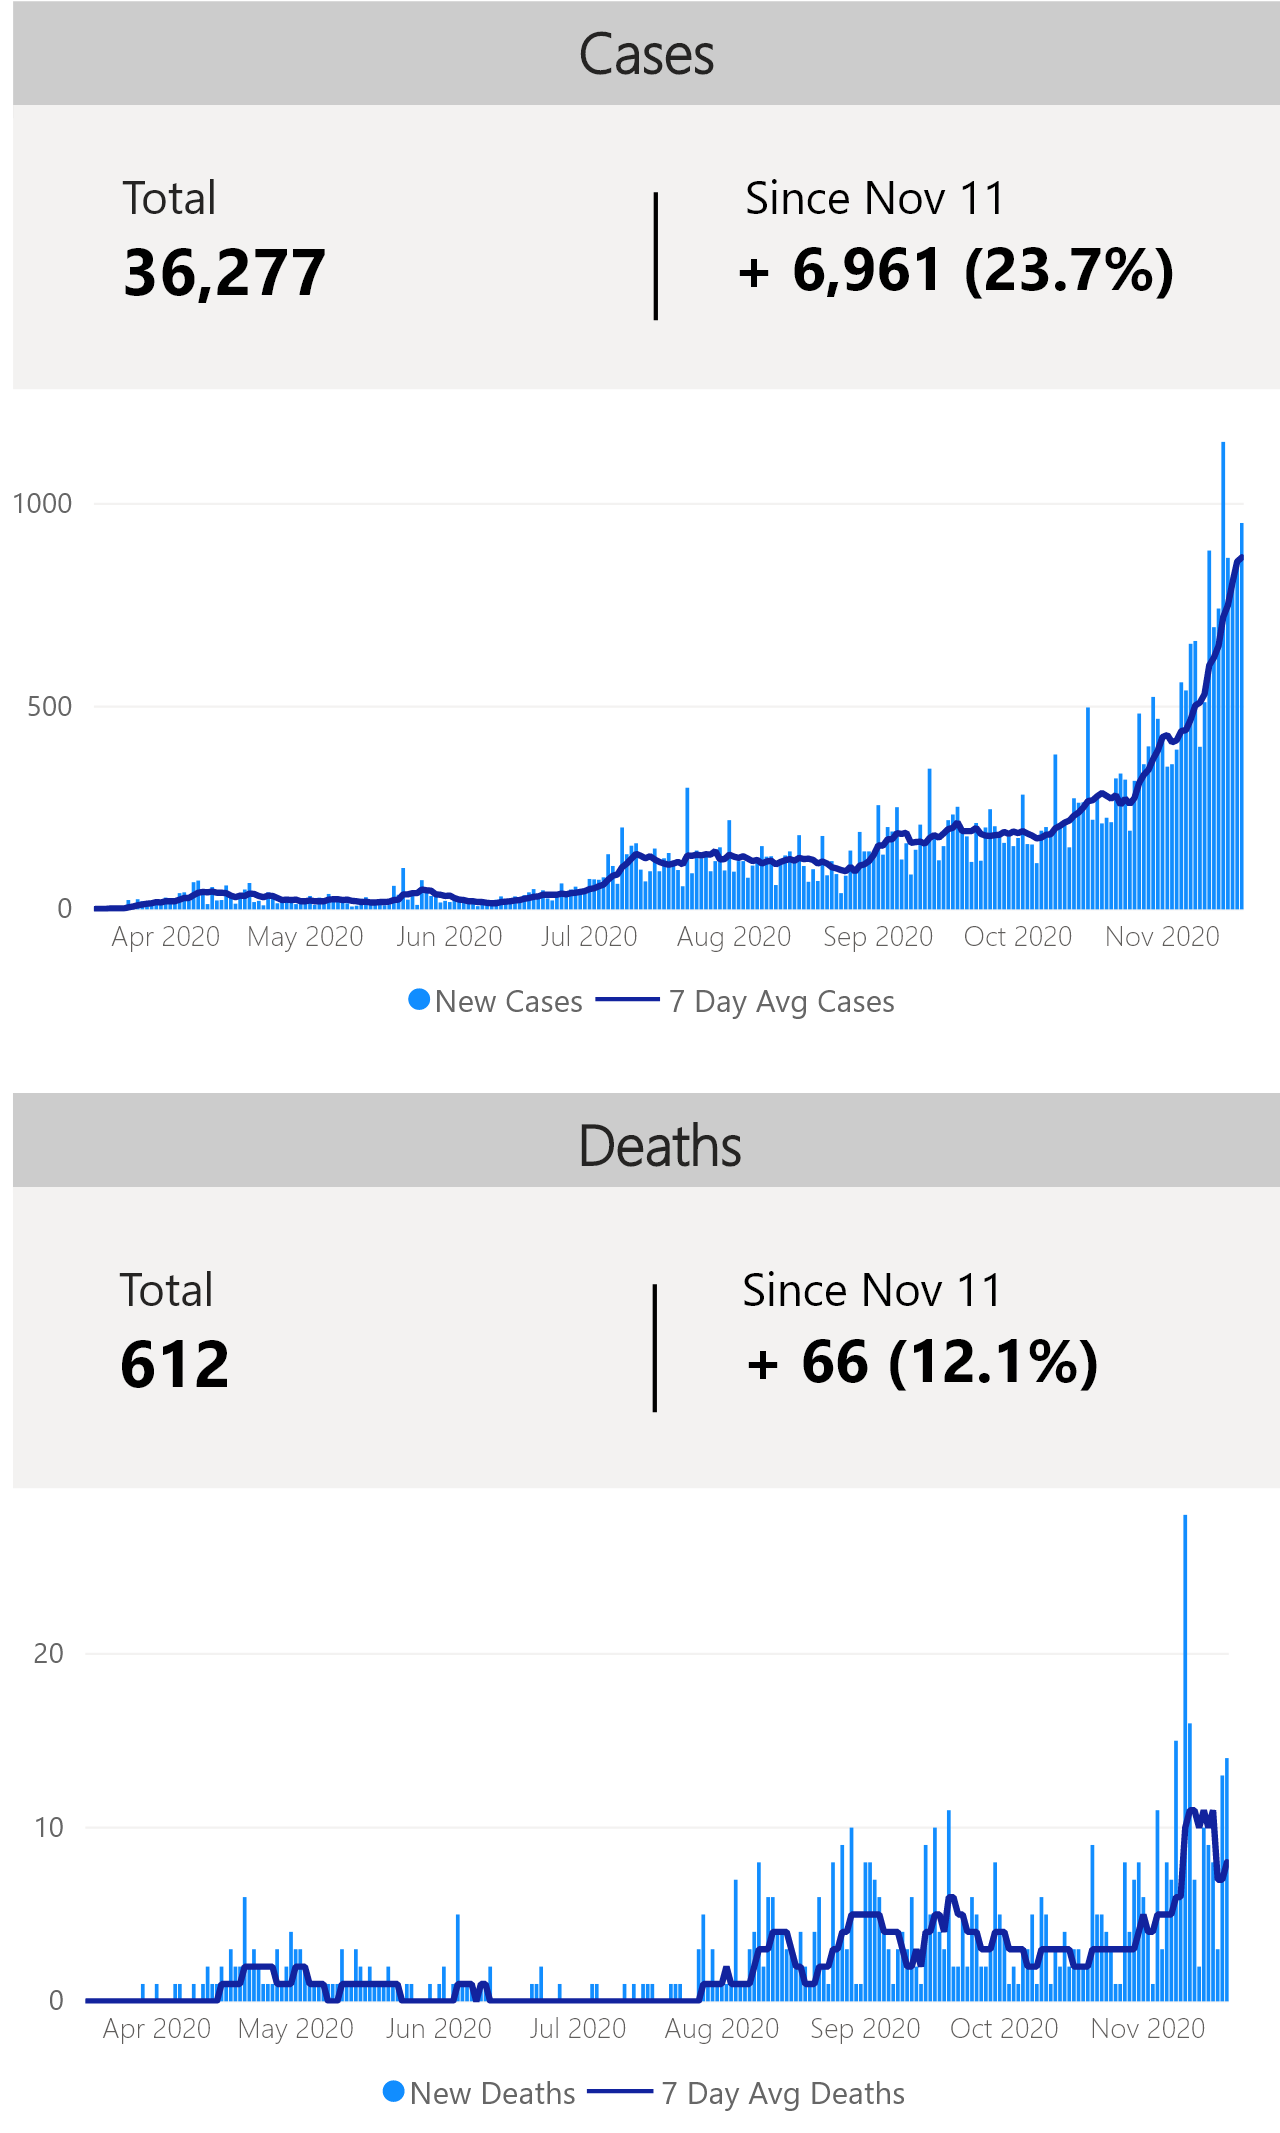 Cases
Total
Since Nov 11
36,277
+ 6,961 (23.7%)
1000
500
0
Apr 2020 May 2020 Jun 2020 Jul 2020 Aug 2020 Sep 2020 Oct 2020 Nov 2020
New Cases 7 Day Avg Cases
Deaths
Total
Since Nov 11
612
+ 66 (12.1%)
20
10
0
Apr 2020 May 2020 Jun 2020 Jul 2020 Aug 2020 Sep 2020 Oct 2020 Nov 2020
New Deaths 7 Day Avg Deaths